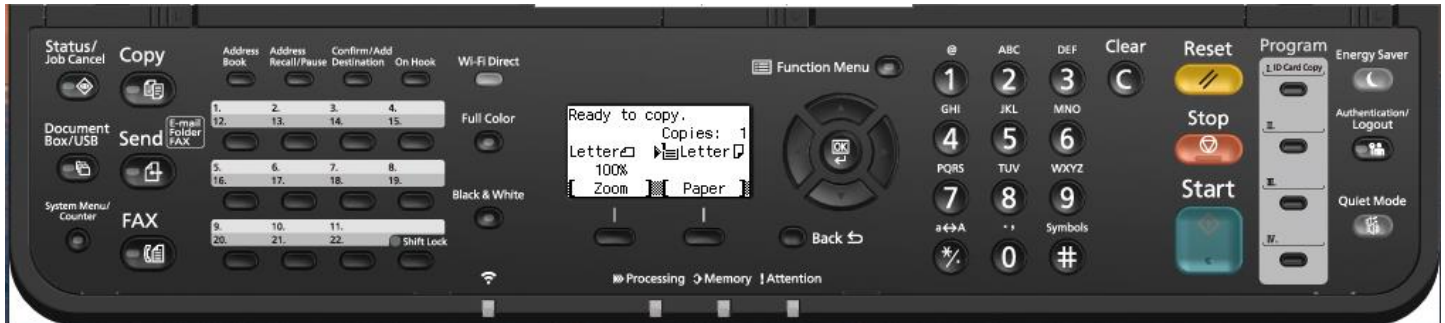 Status/
Job Cancel
Copy
Address
Book
Address
Recall/Pause
Confirm/Add
Destination
On Hook
Wi-Fi Direct
Function Menu
@
ABC
DEF
Clear
Reset
Program
Energy Saver
1
2
3
C
I. ID Card Copy
1.
2.
3.
4.
12.
13.
14.
15.
Document
Box/USB
Send
E-mail
Folder
FAX
Full Color
Ready to copy.
Copies: 1
Letter
Letter
100%
[ Zoom ]
[ Paper ]
OK
GHI
JKL
MNO
4
5
6
Stop
II.
Authentication/
Logout
5.
6.
7.
8.
16.
17.
18.
19.
PQRS
TUV
WXYZ
7
8
9
Start
III.
Quiet Mode
System Menu/
Counter
FAX
Black & White
9.
10.
11.
20.
21.
22.
Shift Lock
Back
a↔A
. ,
Symbols
*/.
0
#
IV.
Processing
Memory
! Attention